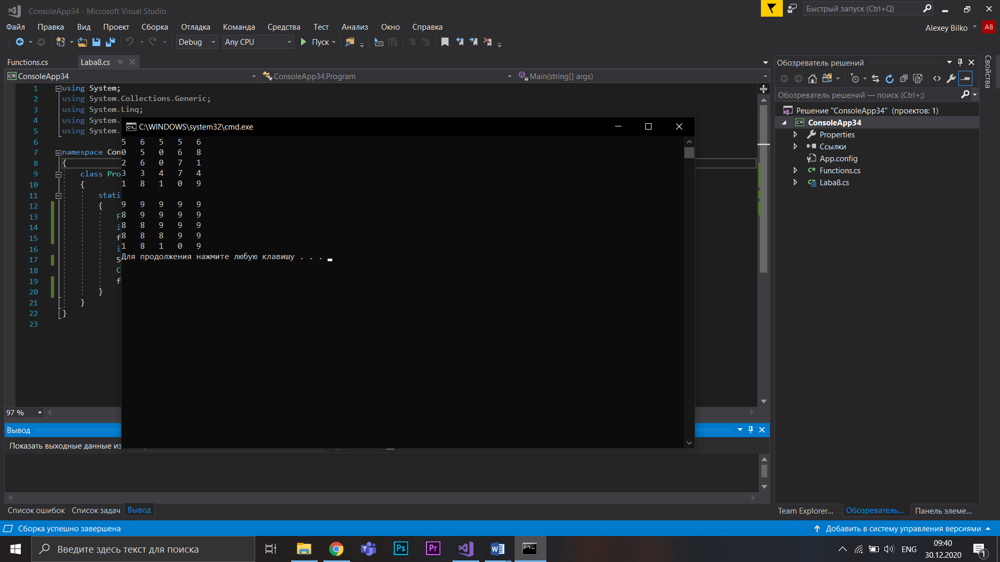 ConsoleApp34 - Microsoft Visual Studio
Быстрый запуск (Ctrl+Q)
Файл Правка Вид Проект Сборка Отладка Команда Средства Тест Анализ Окно Справка
Alexey Bilko AB
Debug Any CPU Пуск
Functions.cs Laba8.cs
ConsoleApp34 ConsoleApp34.Program Main(string[] args)
1 using System;
2 using System.Collections.Generic;
3 using System.Linq;
4 using System.
5 using System.
6
7 namespace Con
8 {
9 class Pro
10 {
11 stati
12 {
13 F
14 i
15 f
16 i
17 S
18 C
19 f
20 }
21 }
22 }
23
C:\WINDOWS\system32\cmd.exe
5 6 5 5 6
0 5 0 6 8
2 6 0 7 1
3 3 4 7 4
1 8 1 0 9
9 9 9 9 9
8 9 9 9 9
8 8 9 9 9
8 8 8 9 9
1 8 1 0 9
Для продолжения нажмите любую клавишу . . .
97 %
Вывод
Показать выходные данные из
Список ошибок Список задач Вывод
Обозреватель решений
Обозреватель решений — поиск (Ctrl+;)
Решение "ConsoleApp34" (проектов: 1)
C# ConsoleApp34
Properties
Ссылки
App.config
C# Functions.cs
C# Laba8.cs
Свойства
Team Explorer... Обозреватель... Панель элеме...
Сборка успешно завершена
Добавить в систему управления версиями
Введите здесь текст для поиска
Ps Pr W
ENG
09:40
30.12.2020
1